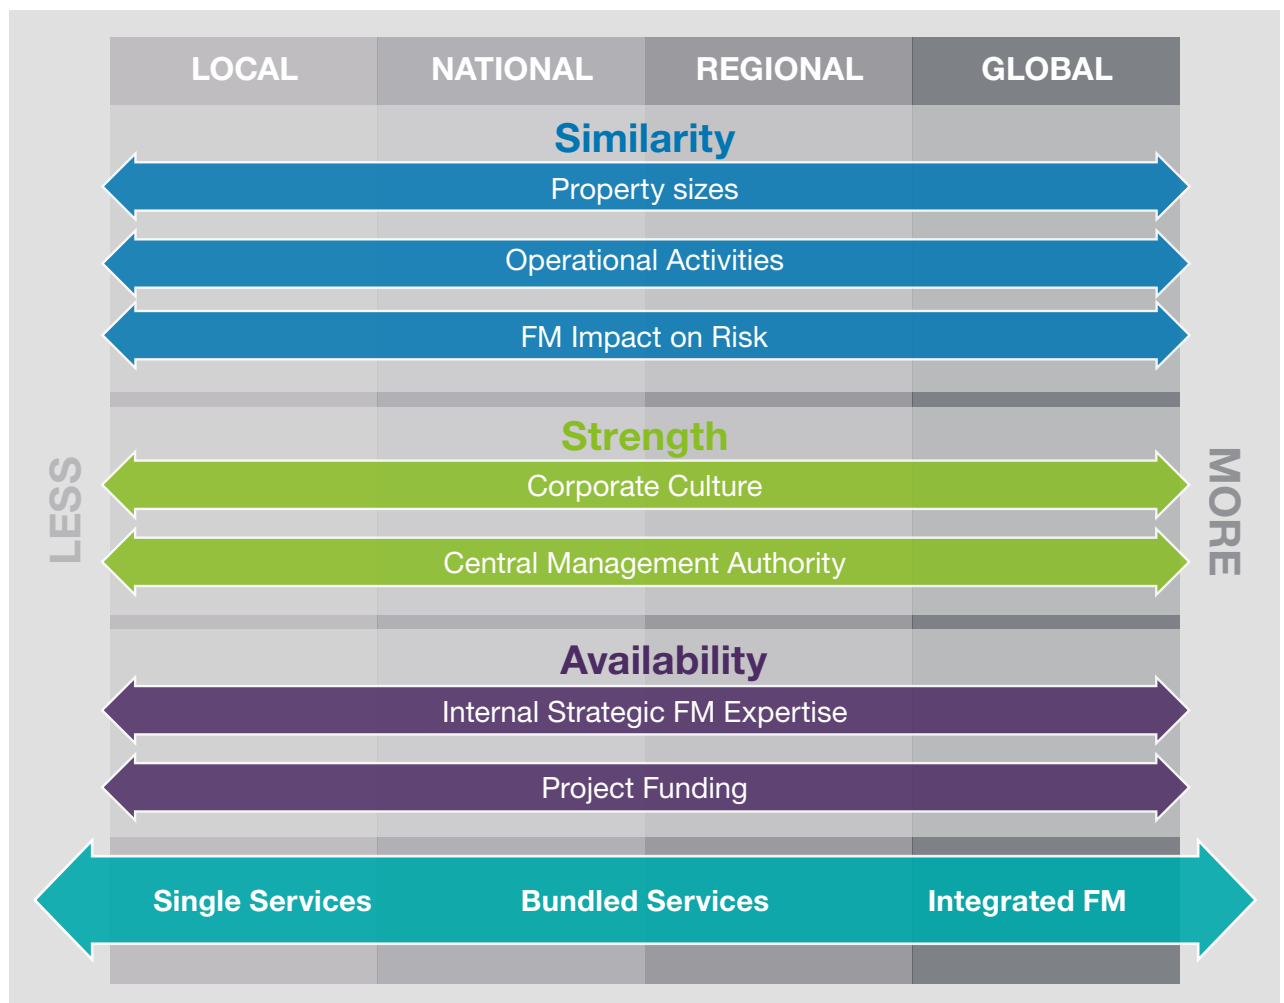 LOCAL NATIONAL REGIONAL GLOBAL
Similarity
Property sizes
Operational Activities
FM Impact on Risk
Strength
Corporate Culture
Central Management Authority
LESS
MORE
Availability
Internal Strategic FM Expertise
Project Funding
Single Services Bundled Services Integrated FM